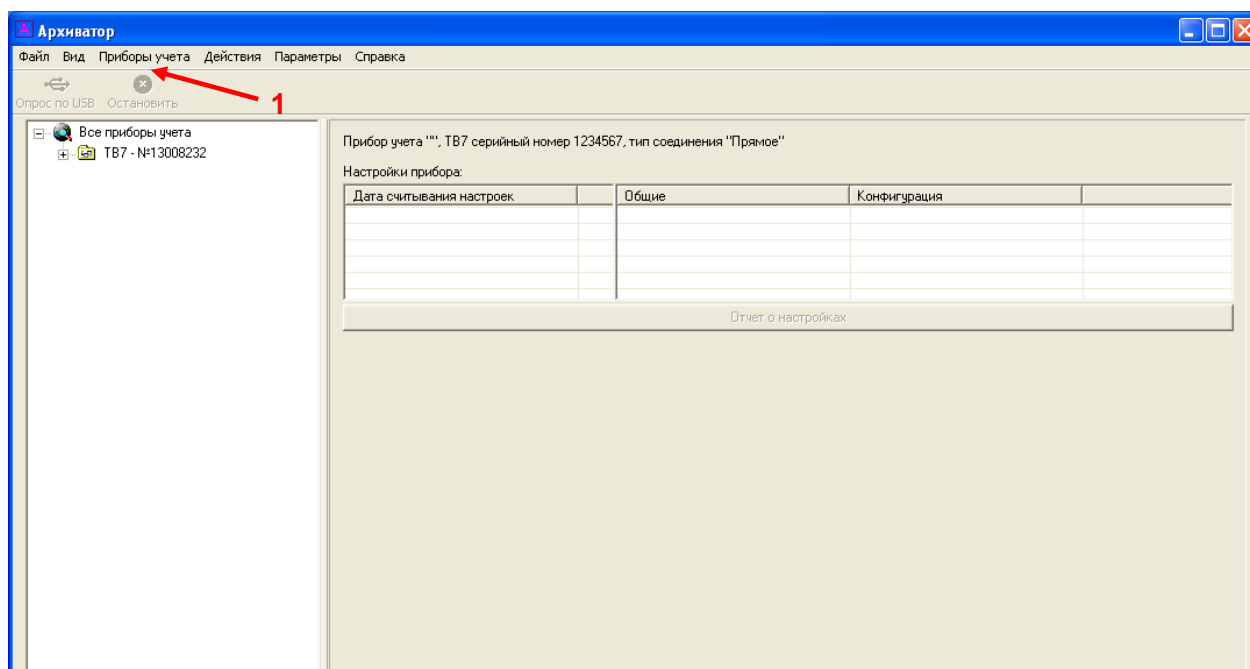 Архиватор
Файл Вид Приборы учета Действия Параметры Справка
Опрос по USB Остановить
1
Все приборы учета
ТВ7 - №13008232
Прибор учета "", ТВ7 серийный номер 1234567, тип соединения "Прямое"
Настройки прибора:
Дата считывания настроек Общие Конфигурация
Отчет о настройках